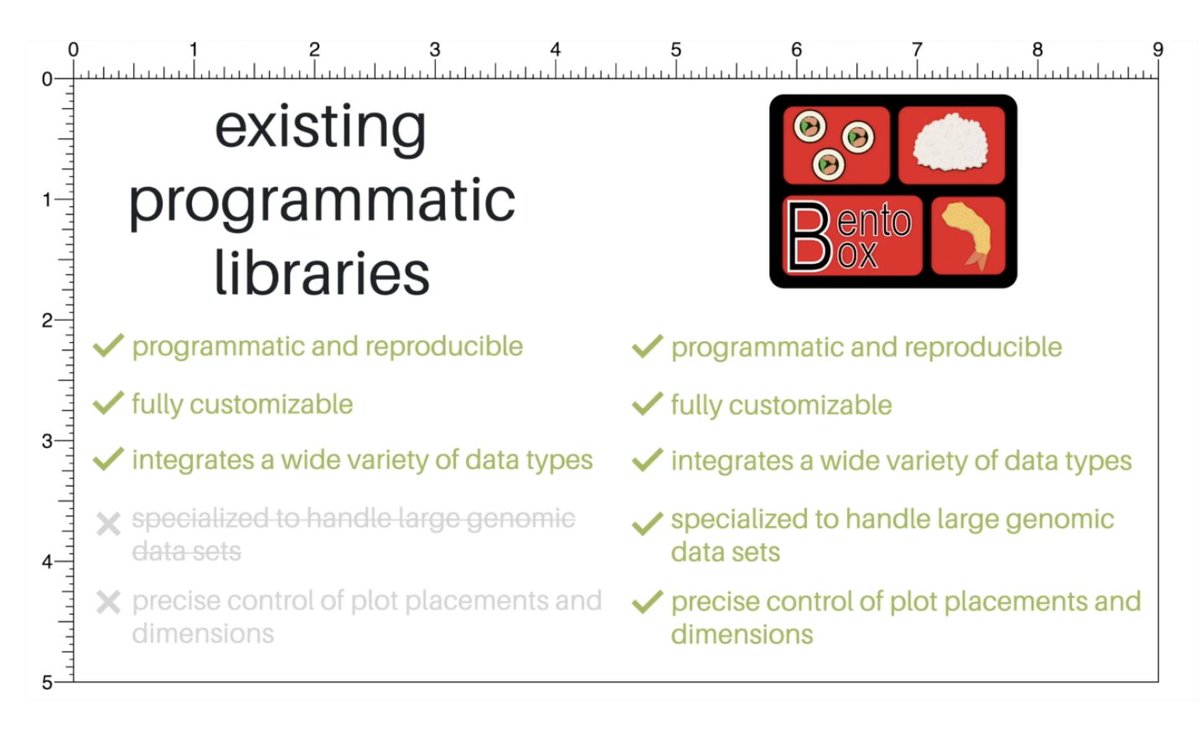 0 1 2 3 4 5 6 7 8 9
0
1
2
3
4
5
existing
programmatic
libraries
programmatic and reproducible
fully customizable
integrates a wide variety of data types
specialized to handle large genomic
data sets
precise control of plot placements and
dimensions
Bento
Box
programmatic and reproducible
fully customizable
integrates a wide variety of data types
specialized to handle large genomic
data sets
precise control of plot placements and
dimensions